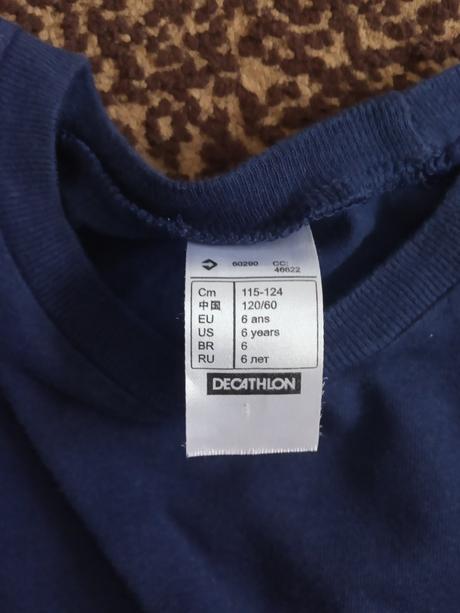 60290 CC:
46622
Cm 115-124
中国 120/60
EU 6 ans
US 6 years
BR 6
RU 6 лет
DECATHLON